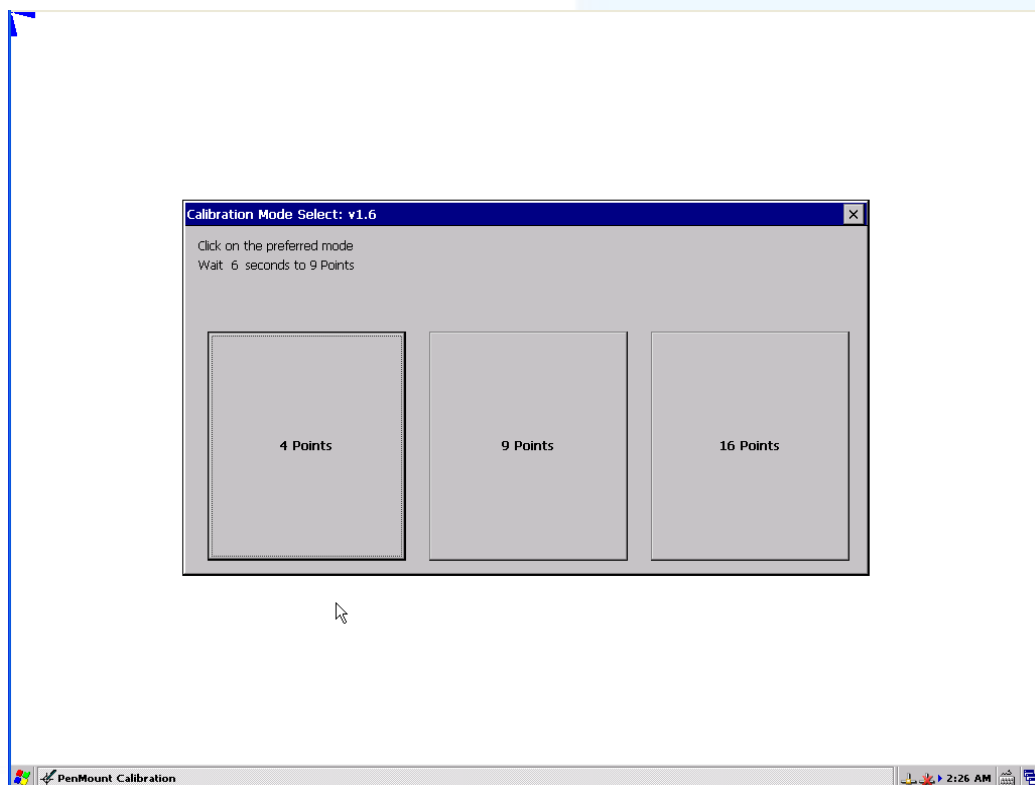 Calibration Mode Select: v1.6
Click on the preferred mode
Wait 6 seconds to 9 Points
4 Points
9 Points
16 Points
PenMount Calibration
2:26 AM